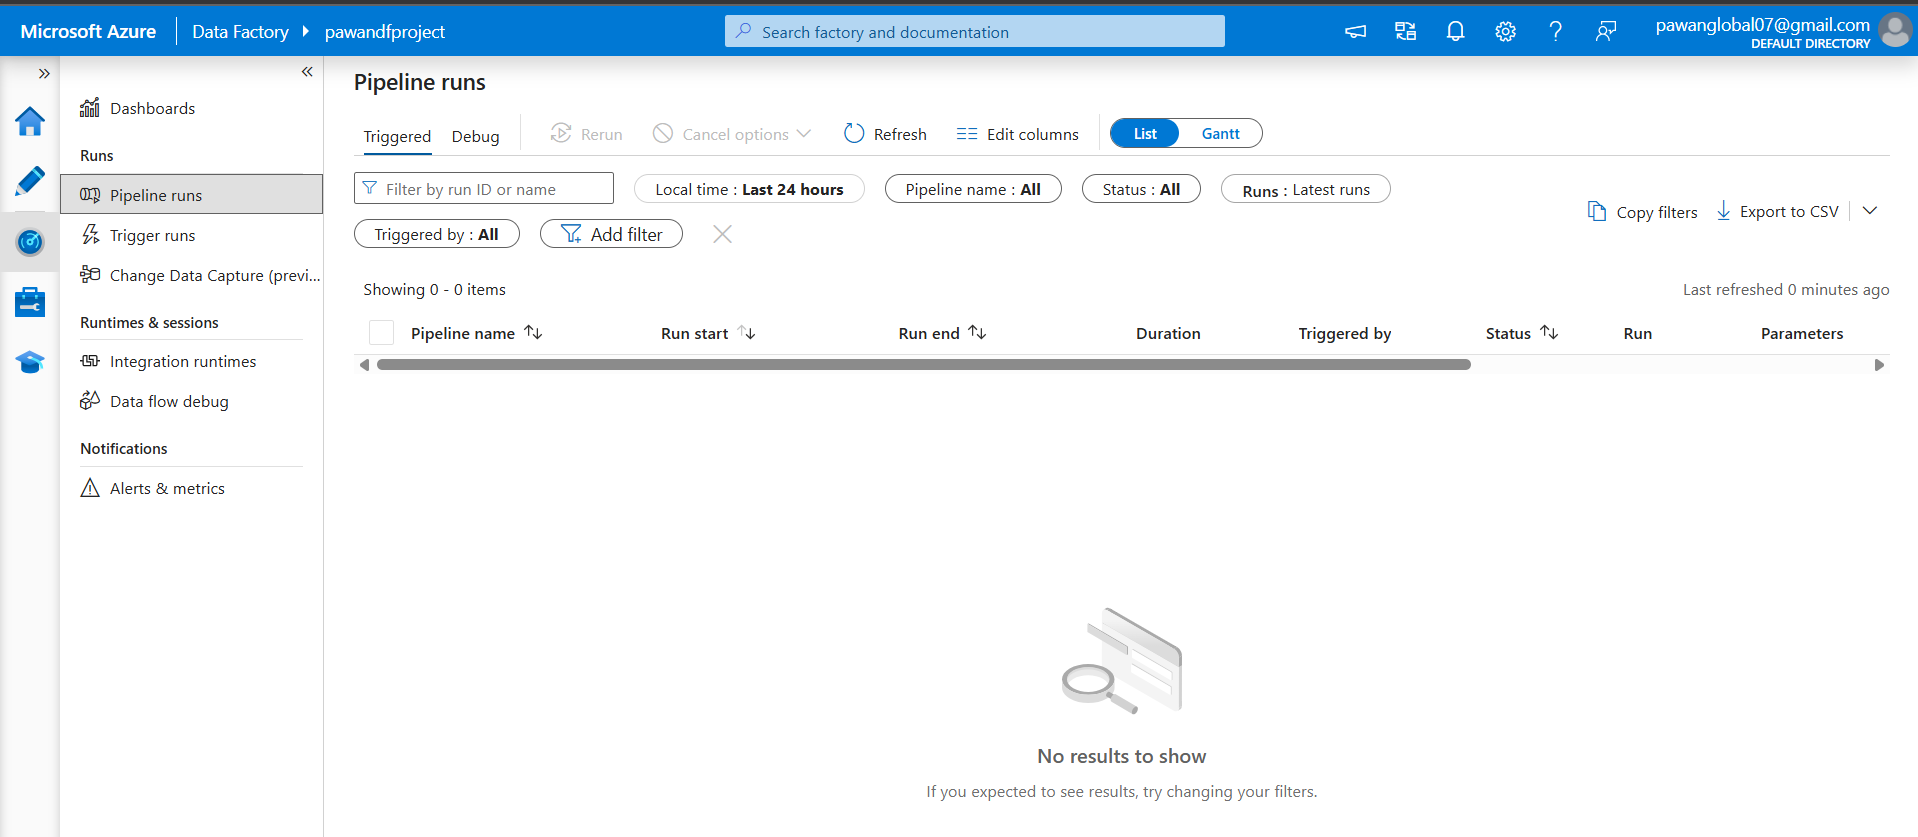 Microsoft Azure
Data Factory
pawandfproject
Search factory and documentation
pawanglobal07@gmail.com
DEFAULT DIRECTORY
Dashboards
Runs
Pipeline runs
Trigger runs
Change Data Capture (previ...
Runtimes & sessions
Integration runtimes
Data flow debug
Notifications
Alerts & metrics
Pipeline runs
Triggered
Debug
Rerun
Cancel options
Refresh
Edit columns
List
Gantt
Filter by run ID or name
Local time : Last 24 hours
Pipeline name : All
Status : All
Runs : Latest runs
Triggered by : All
Add filter
Copy filters
Export to CSV
Showing 0 - 0 items
Last refreshed 0 minutes ago
Pipeline name
Run start
Run end
Duration
Triggered by
Status
Run
Parameters
No results to show
If you expected to see results, try changing your filters.